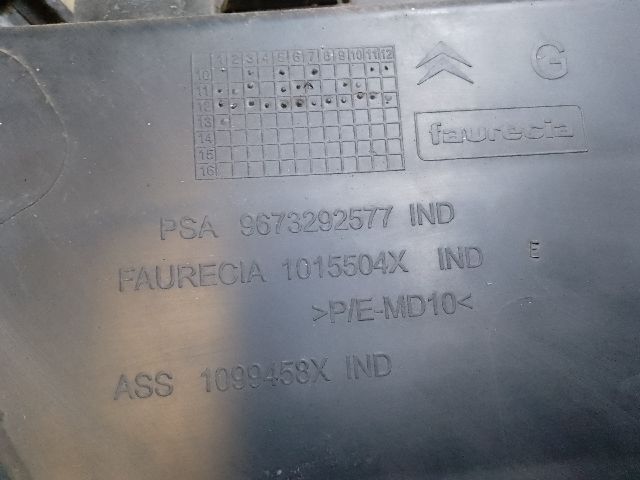 1 2 3 4 5 6 7 8 9 10 11 12
10
11
12
13
14
15
16
G
faurecia
PSA 9673292577 IND
FAURECIA 1015504X IND E
>P/E-MD10<
ASS 1099458X IND